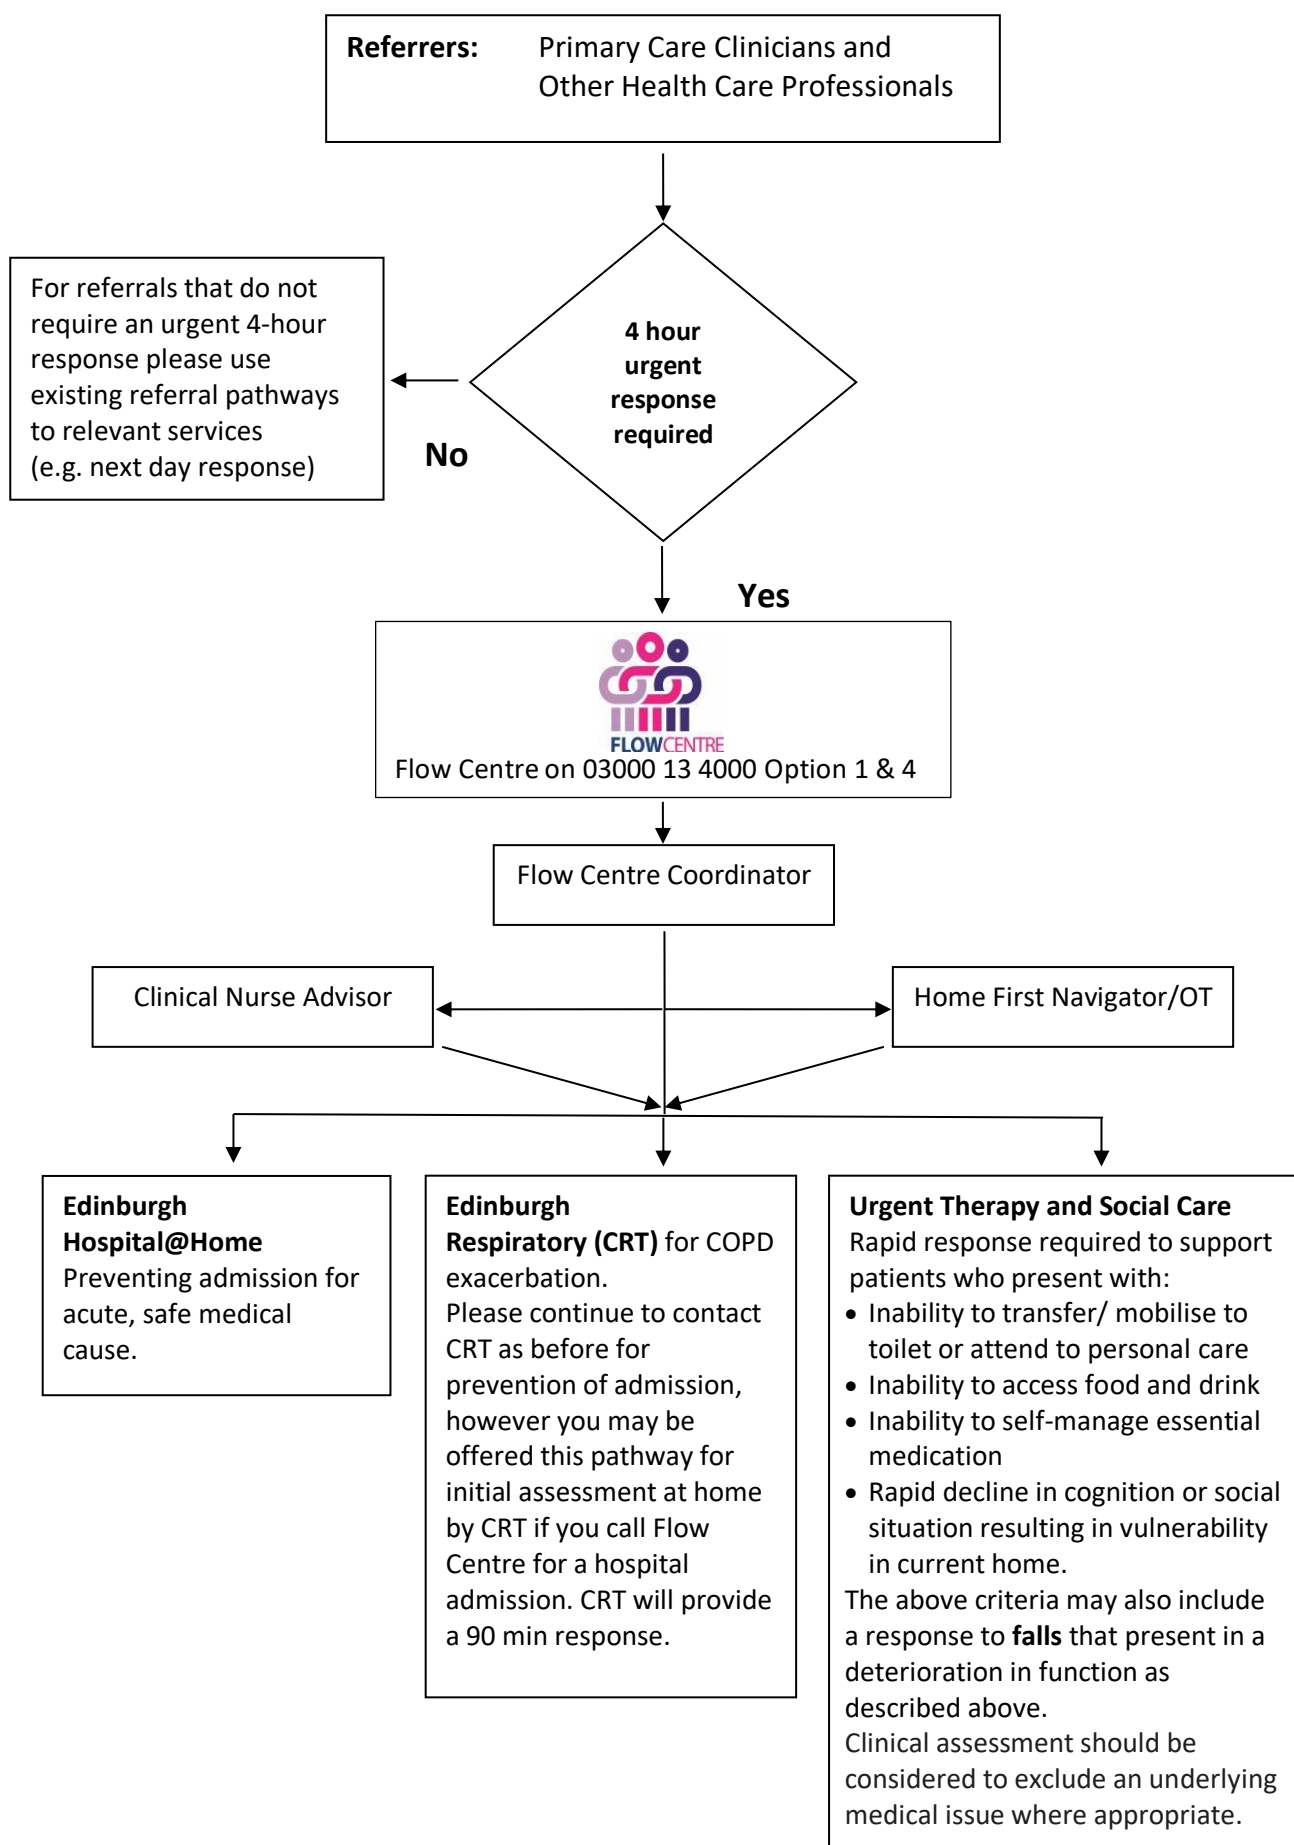 Referrers: Primary Care Clinicians and
Other Health Care Professionals
For referrals that do not
require an urgent 4-hour
response please use
existing referral pathways
to relevant services
(e.g. next day response)
4 hour
urgent
response
required
No
Yes
FLOWCENTRE
Flow Centre on 03000 13 4000 Option 1 & 4
Flow Centre Coordinator
Clinical Nurse Advisor
Home First Navigator/OT
Edinburgh
Hospital@Home
Preventing admission for
acute, safe medical
cause.
Edinburgh
Respiratory (CRT) for COPD
exacerbation.
Please continue to contact
CRT as before for
prevention of admission,
however you may be
offered this pathway for
initial assessment at home
by CRT if you call Flow
Centre for a hospital
admission. CRT will provide
a 90 min response.
Urgent Therapy and Social Care
Rapid response required to support
patients who present with:
• Inability to transfer/ mobilise to
toilet or attend to personal care
• Inability to access food and drink
• Inability to self-manage essential
medication
• Rapid decline in cognition or social
situation resulting in vulnerability
in current home.
The above criteria may also include
a response to falls that present in a
deterioration in function as
described above.
Clinical assessment should be
considered to exclude an underlying
medical issue where appropriate.